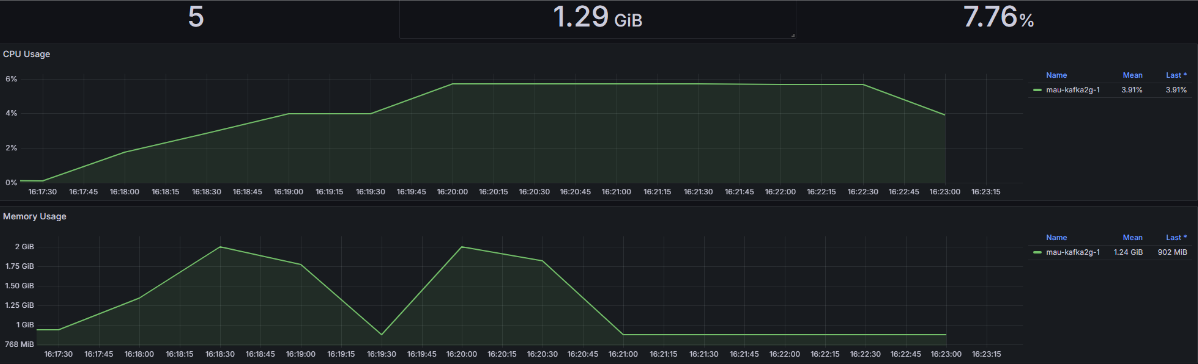 5 1.29 GiB 7.76%
CPU Usage
Name Mean Last *
6%
mau-kafka2g-1 3.91% 3.91%
4%
2%
0%
16:17:30 16:17:45 16:18:00 16:18:15 16:18:30 16:18:45 16:19:00 16:19:15 16:19:30 16:19:45 16:20:00 16:20:15 16:20:30 16:20:45 16:21:00 16:21:15 16:21:30 16:21:45 16:22:00 16:22:15 16:22:30 16:22:45 16:23:00 16:23:15
Memory Usage
Name Mean Last *
2 GiB
mau-kafka2g-1 1.24 GiB 902 MiB
1.75 GiB
1.50 GiB
1.25 GiB
1 GiB
768 MiB
16:17:30 16:17:45 16:18:00 16:18:15 16:18:30 16:18:45 16:19:00 16:19:15 16:19:30 16:19:45 16:20:00 16:20:15 16:20:30 16:20:45 16:21:00 16:21:15 16:21:30 16:21:45 16:22:00 16:22:15 16:22:30 16:22:45 16:23:00 16:23:15